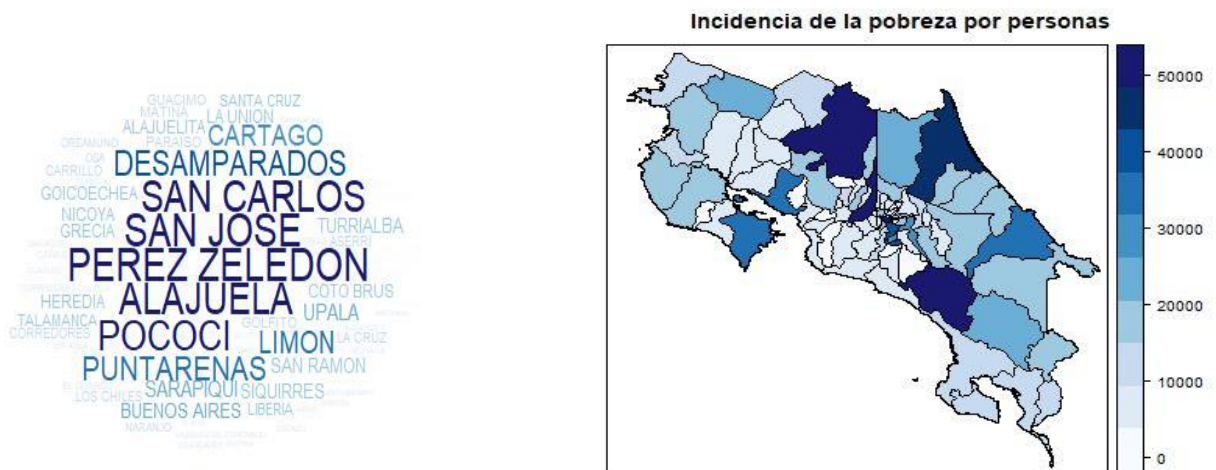 Incidencia de la pobreza por personas
GUACIMO SANTA CRUZ
MATINA LA UNION
ALAJUELITA CARTAGO
PARAISO
DESAMPARADOS
OSA
CARRILLO SAN CARLOS
GOICOECHEA
NICOYA SAN JOSE TURRIALBA
GRECIA ASERRI
PEREZ ZELEDON
HEREDIA ALAJUELA COTO BRUS
TALAMANCA GOLFITO UPALA
CORREDORES POCOCI LIMON LA CRUZ
PUNTARENAS SAN RAMON
LOS CHILES SARAPIQUI SIQUIRRES
BUENOS AIRES LIBERIA
NARANJO
50000
40000
30000
20000
10000
0